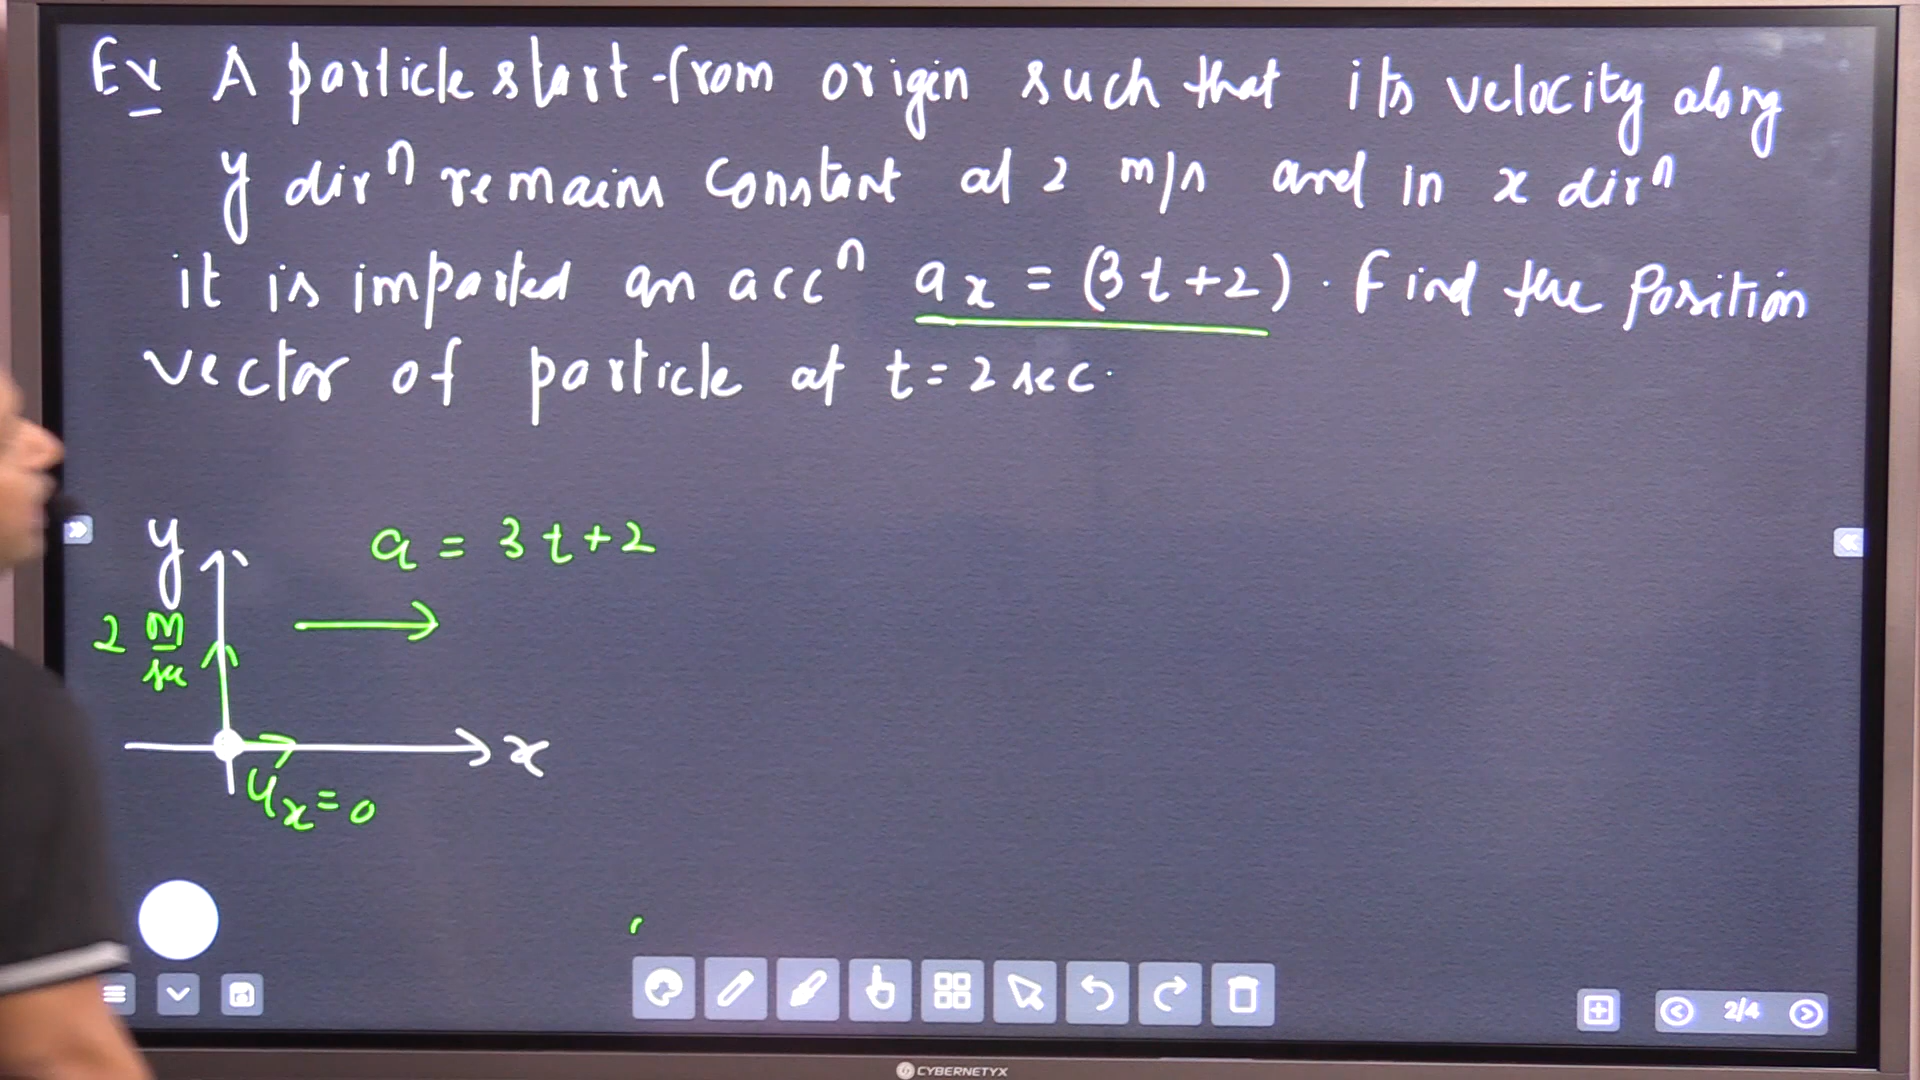 Ex A particle start from origin such that its velocity along
y dirⁿ remains constant at 2 m/s and in x dirⁿ
it is imparted an accⁿ ax = (3t+2). Find the position
vector of particle at t = 2 sec.
y
a = 3t+2
2 m/sec
x
ux = 0
2/4
CYBERNETYX